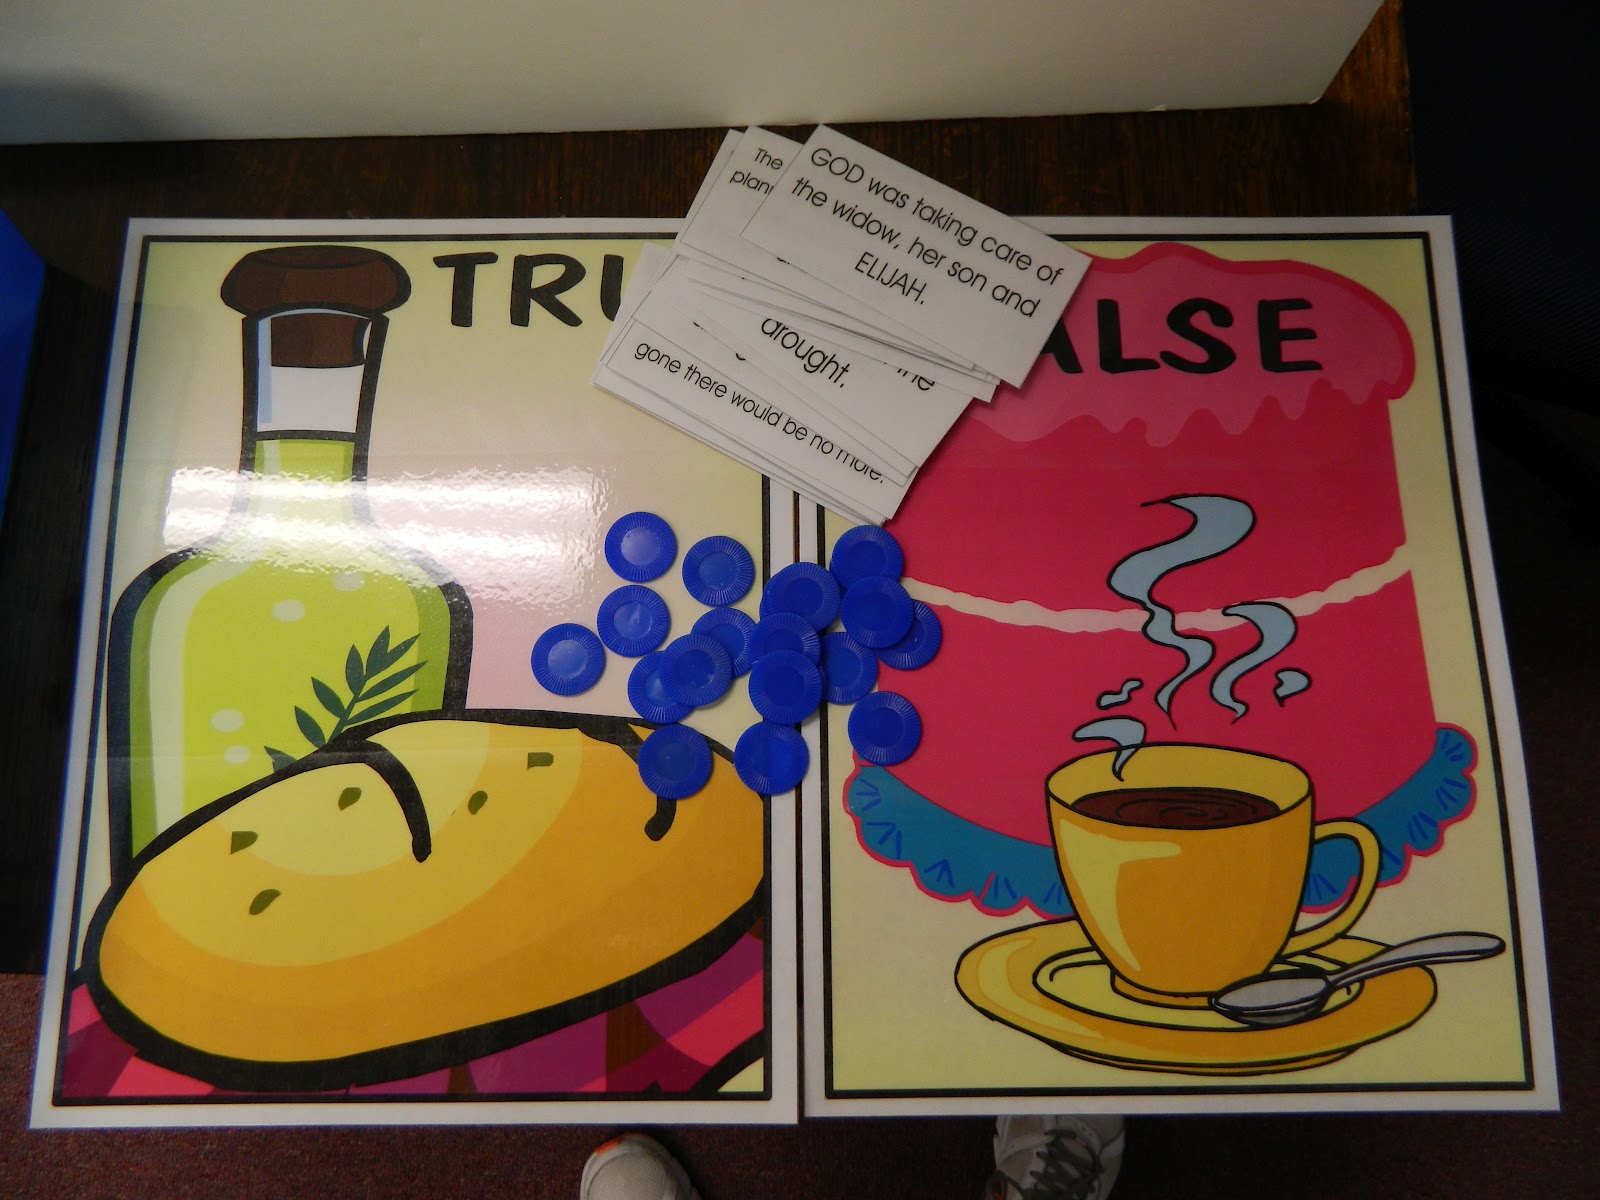 TRU
ALSE
GOD was taking care of
the widow, her son and
ELIJAH.
The
drought.
the
gone there would be no more.